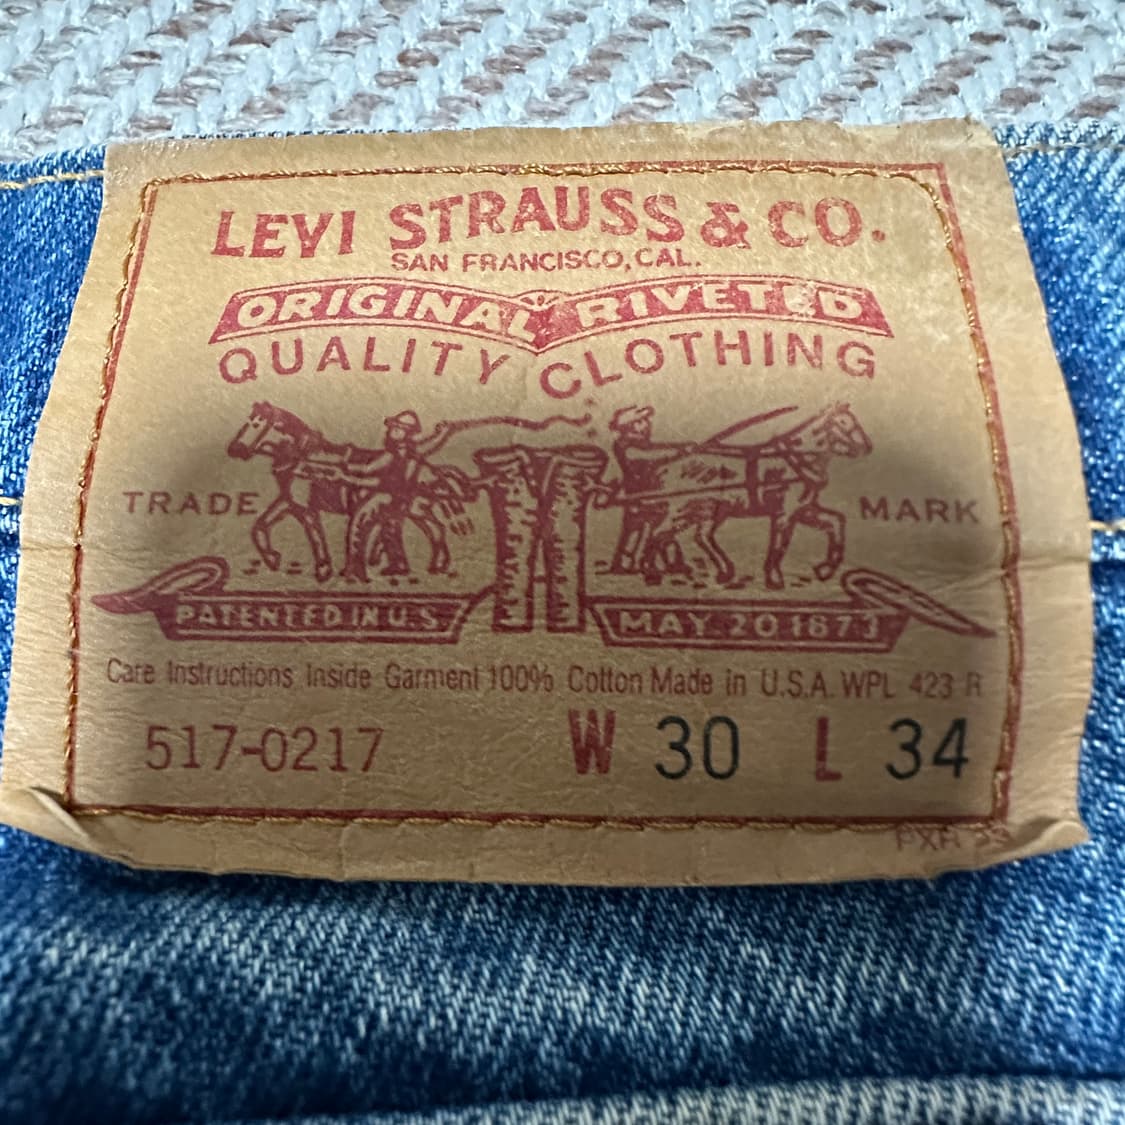 LEVI STRAUSS & CO.
SAN FRANCISCO, CAL.
ORIGINAL RIVETED
QUALITY CLOTHING
TRADE MARK
PATENTED IN U.S. MAY 20 1873
Care Instructions Inside Garment 100% Cotton Made in U.S.A. WPL 423 R
517-0217 W 30 L 34